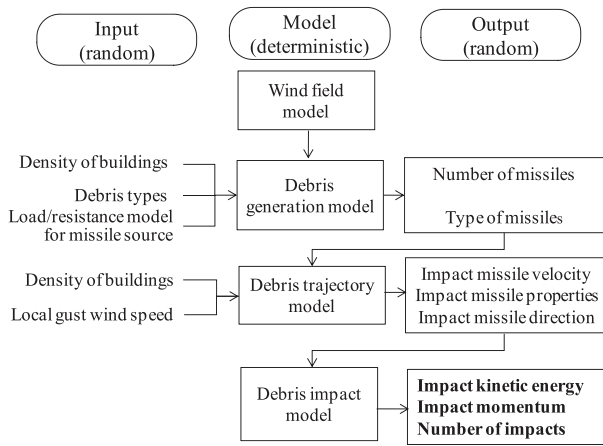 Input
(random)
Model
(deterministic)
Output
(random)
Wind field
model
Density of buildings
Debris types
Load/resistance model
for missile source
Debris
generation model
Number of missiles
Type of missiles
Density of buildings
Local gust wind speed
Debris trajectory
model
Impact missile velocity
Impact missile properties
Impact missile direction
Debris impact
model
Impact kinetic energy
Impact momentum
Number of impacts